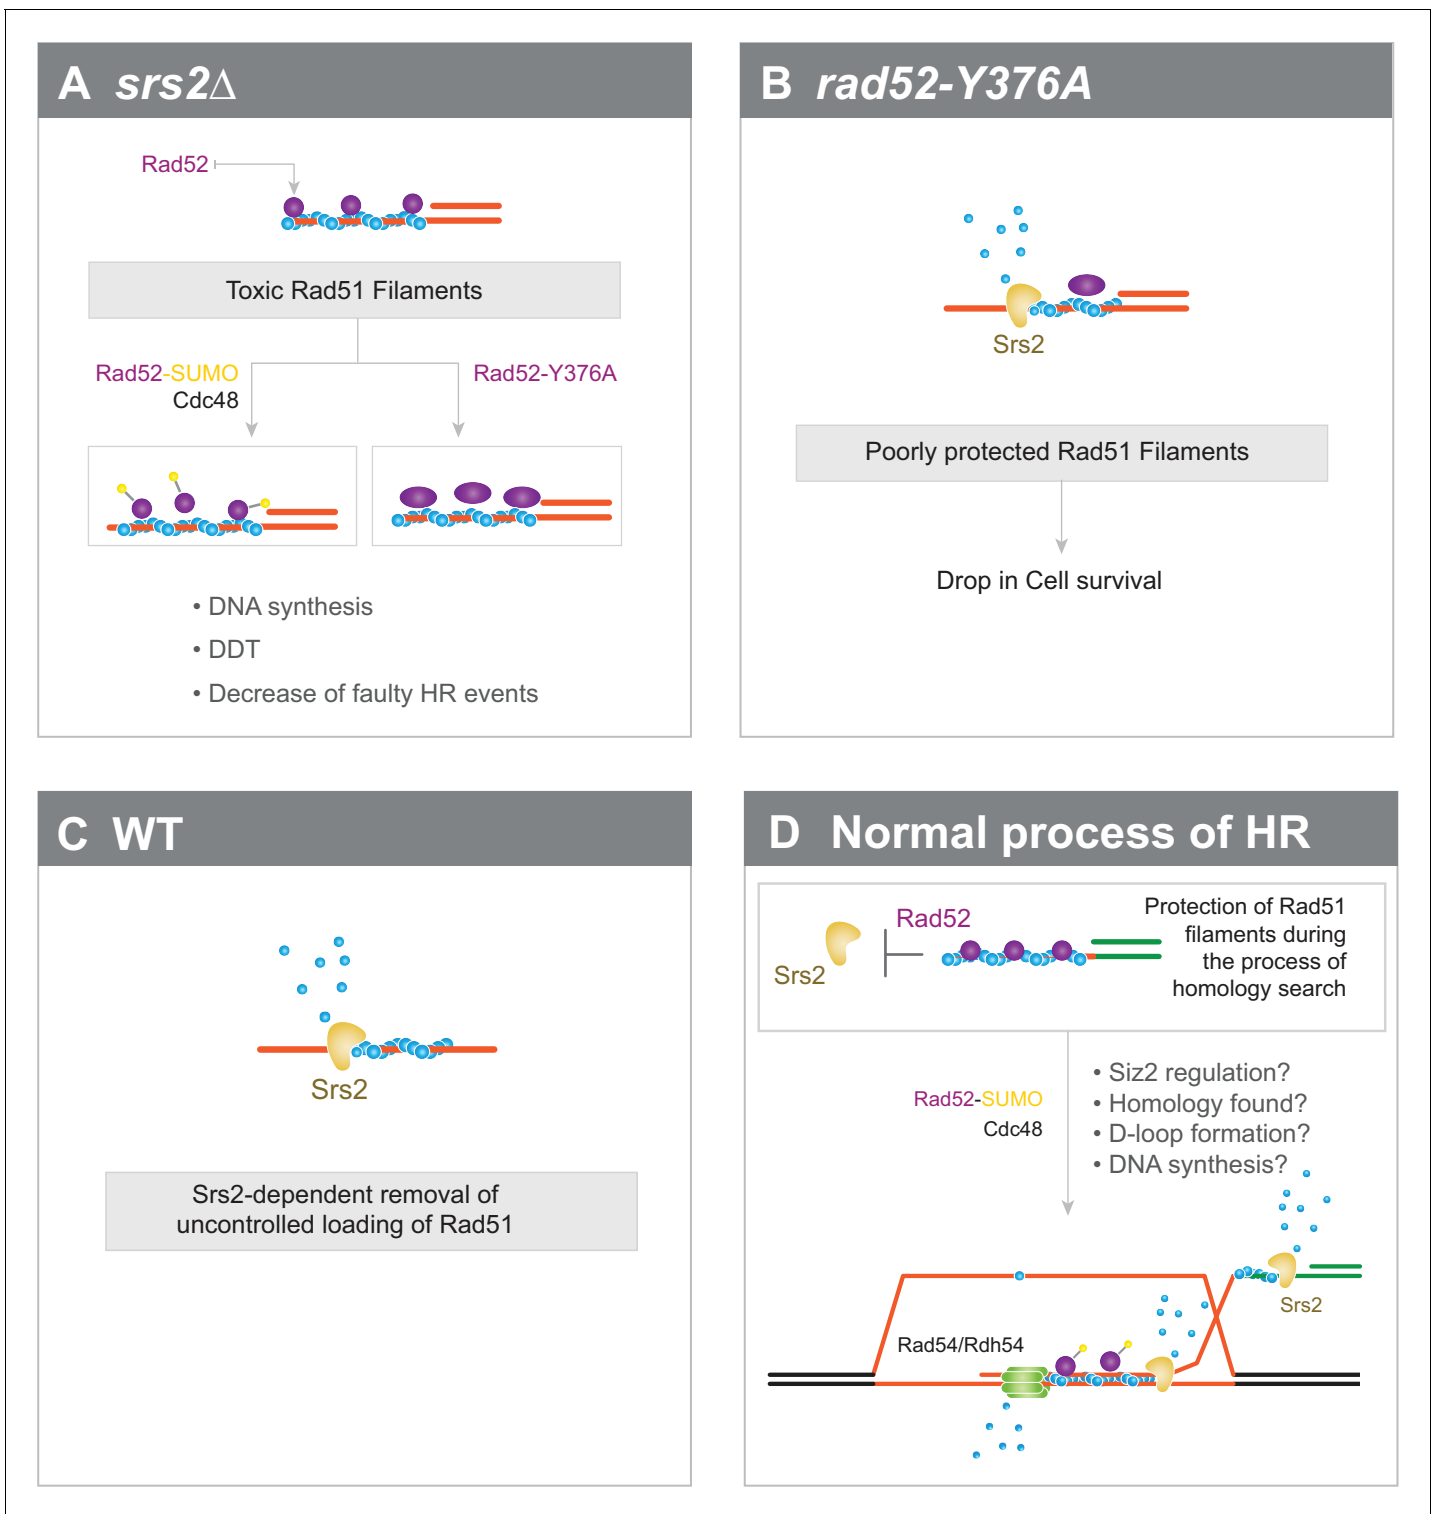 A srs2Δ
Rad52
Toxic Rad51 Filaments
Rad52-SUMO
Cdc48
Rad52-Y376A
• DNA synthesis
• DDT
• Decrease of faulty HR events
B rad52-Y376A
Srs2
Poorly protected Rad51 Filaments
Drop in Cell survival
C WT
Srs2
Srs2-dependent removal of
uncontrolled loading of Rad51
D Normal process of HR
Srs2
Rad52
Protection of Rad51
filaments during
the process of
homology search
Rad52-SUMO
Cdc48
• Siz2 regulation?
• Homology found?
• D-loop formation?
• DNA synthesis?
Srs2
Rad54/Rdh54